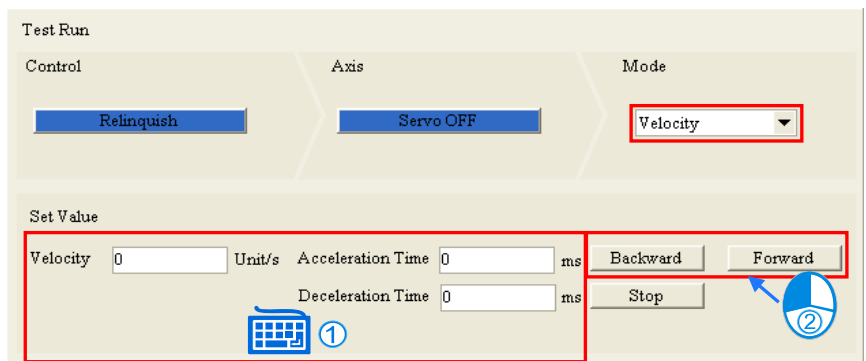 Test Run
Control Axis Mode
Relinquish Servo OFF Velocity
Set Value
Velocity 0 Unit/s Acceleration Time 0 ms Backward Forward
Deceleration Time 0 ms Stop
① ②